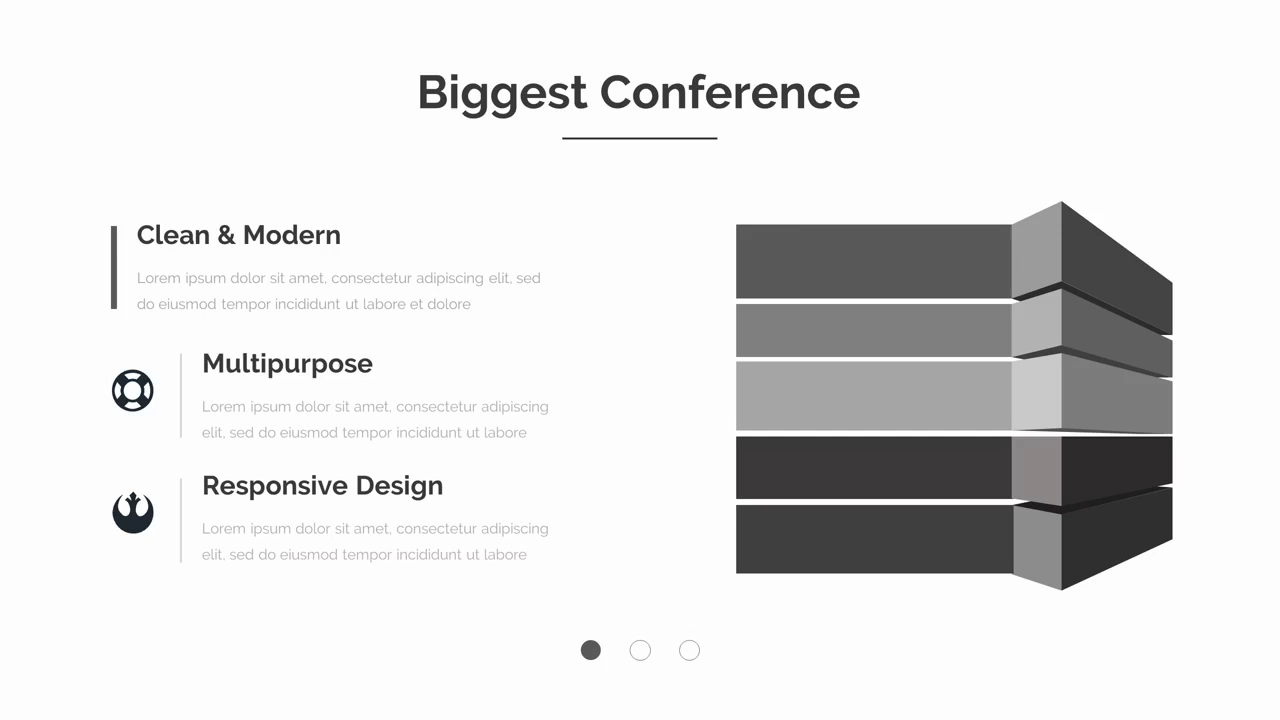 Biggest Conference
Clean & Modern
Lorem ipsum dolor sit amet, consectetur adipiscing elit, sed
do eiusmod tempor incididunt ut labore et dolore
Multipurpose
Lorem ipsum dolor sit amet, consectetur adipiscing
elit, sed do eiusmod tempor incididunt ut labore
Responsive Design
Lorem ipsum dolor sit amet, consectetur adipiscing
elit, sed do eiusmod tempor incididunt ut labore